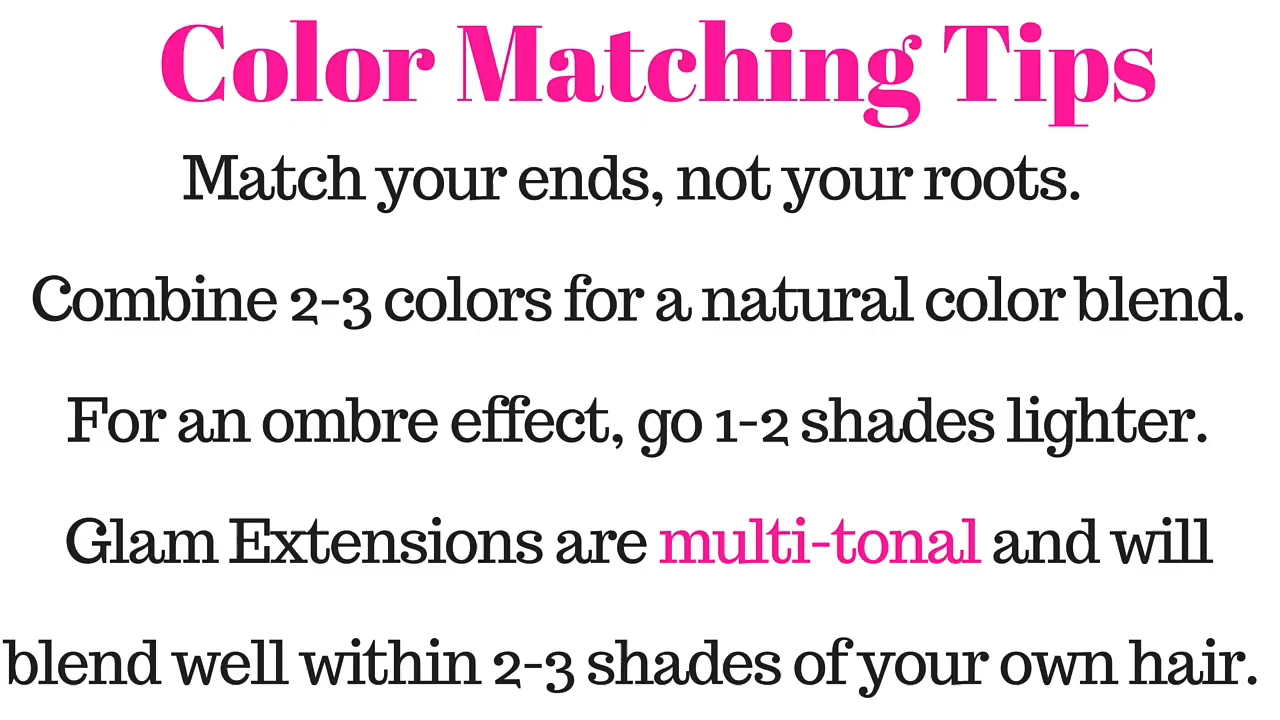 Color Matching Tips
Match your ends, not your roots.
Combine 2-3 colors for a natural color blend.
For an ombre effect, go 1-2 shades lighter.
Glam Extensions are multi-tonal and will
blend well within 2-3 shades of your own hair.